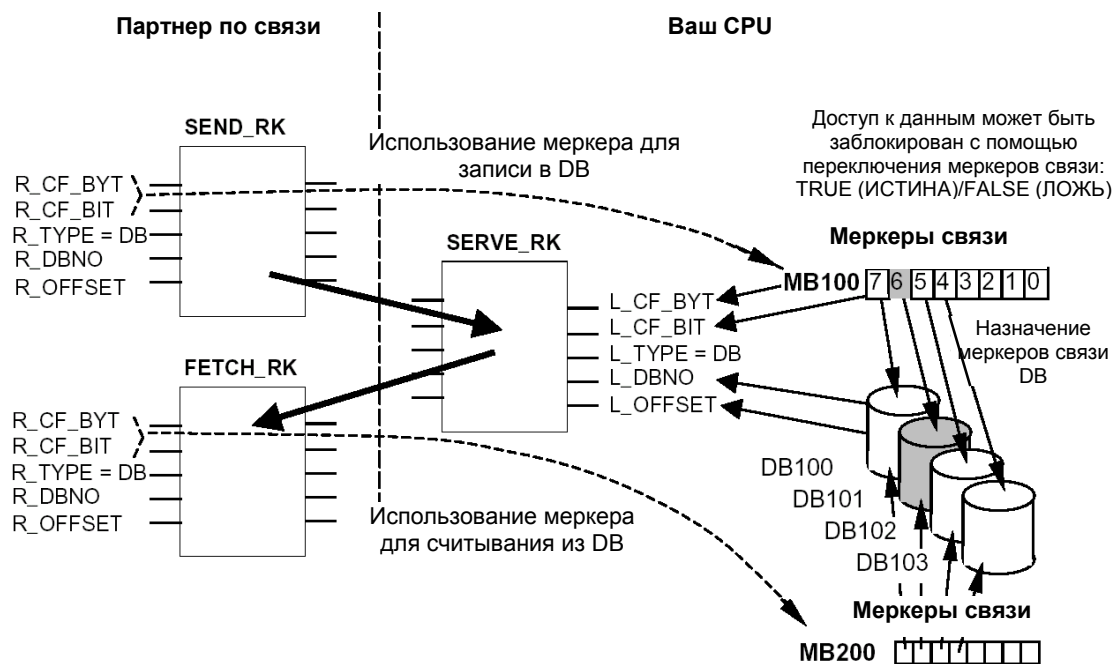 Партнер по связи
Ваш CPU
SEND_RK
R_CF_BYT
R_CF_BIT
R_TYPE = DB
R_DBNO
R_OFFSET
Использование меркера для
записи в DB
Доступ к данным может быть
заблокирован с помощью
переключения меркеров связи:
TRUE (ИСТИНА)/FALSE (ЛОЖЬ)
SERVE_RK
L_CF_BYT
L_CF_BIT
L_TYPE = DB
L_DBNO
L_OFFSET
Меркеры связи
MB100 7 6 5 4 3 2 1 0
Назначение
меркеров связи
DB
FETCH_RK
R_CF_BYT
R_CF_BIT
R_TYPE = DB
R_DBNO
R_OFFSET
Использование меркера
для считывания из DB
DB100
DB101
DB102
DB103
Меркеры связи
MB200